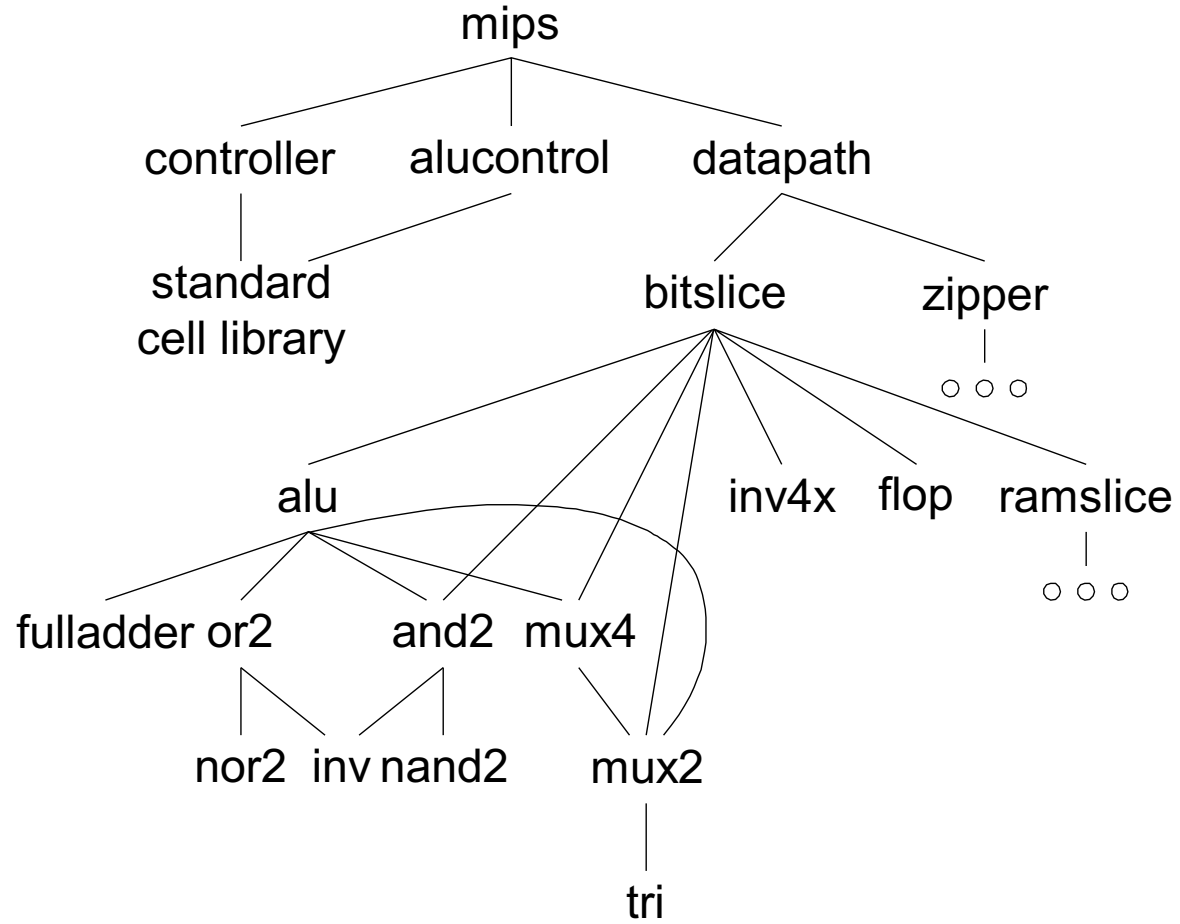 mips
controller alucontrol datapath
standard
cell library
bitslice zipper
alu inv4x flop ramslice
fulladder or2 and2 mux4
nor2 inv nand2 mux2
tri